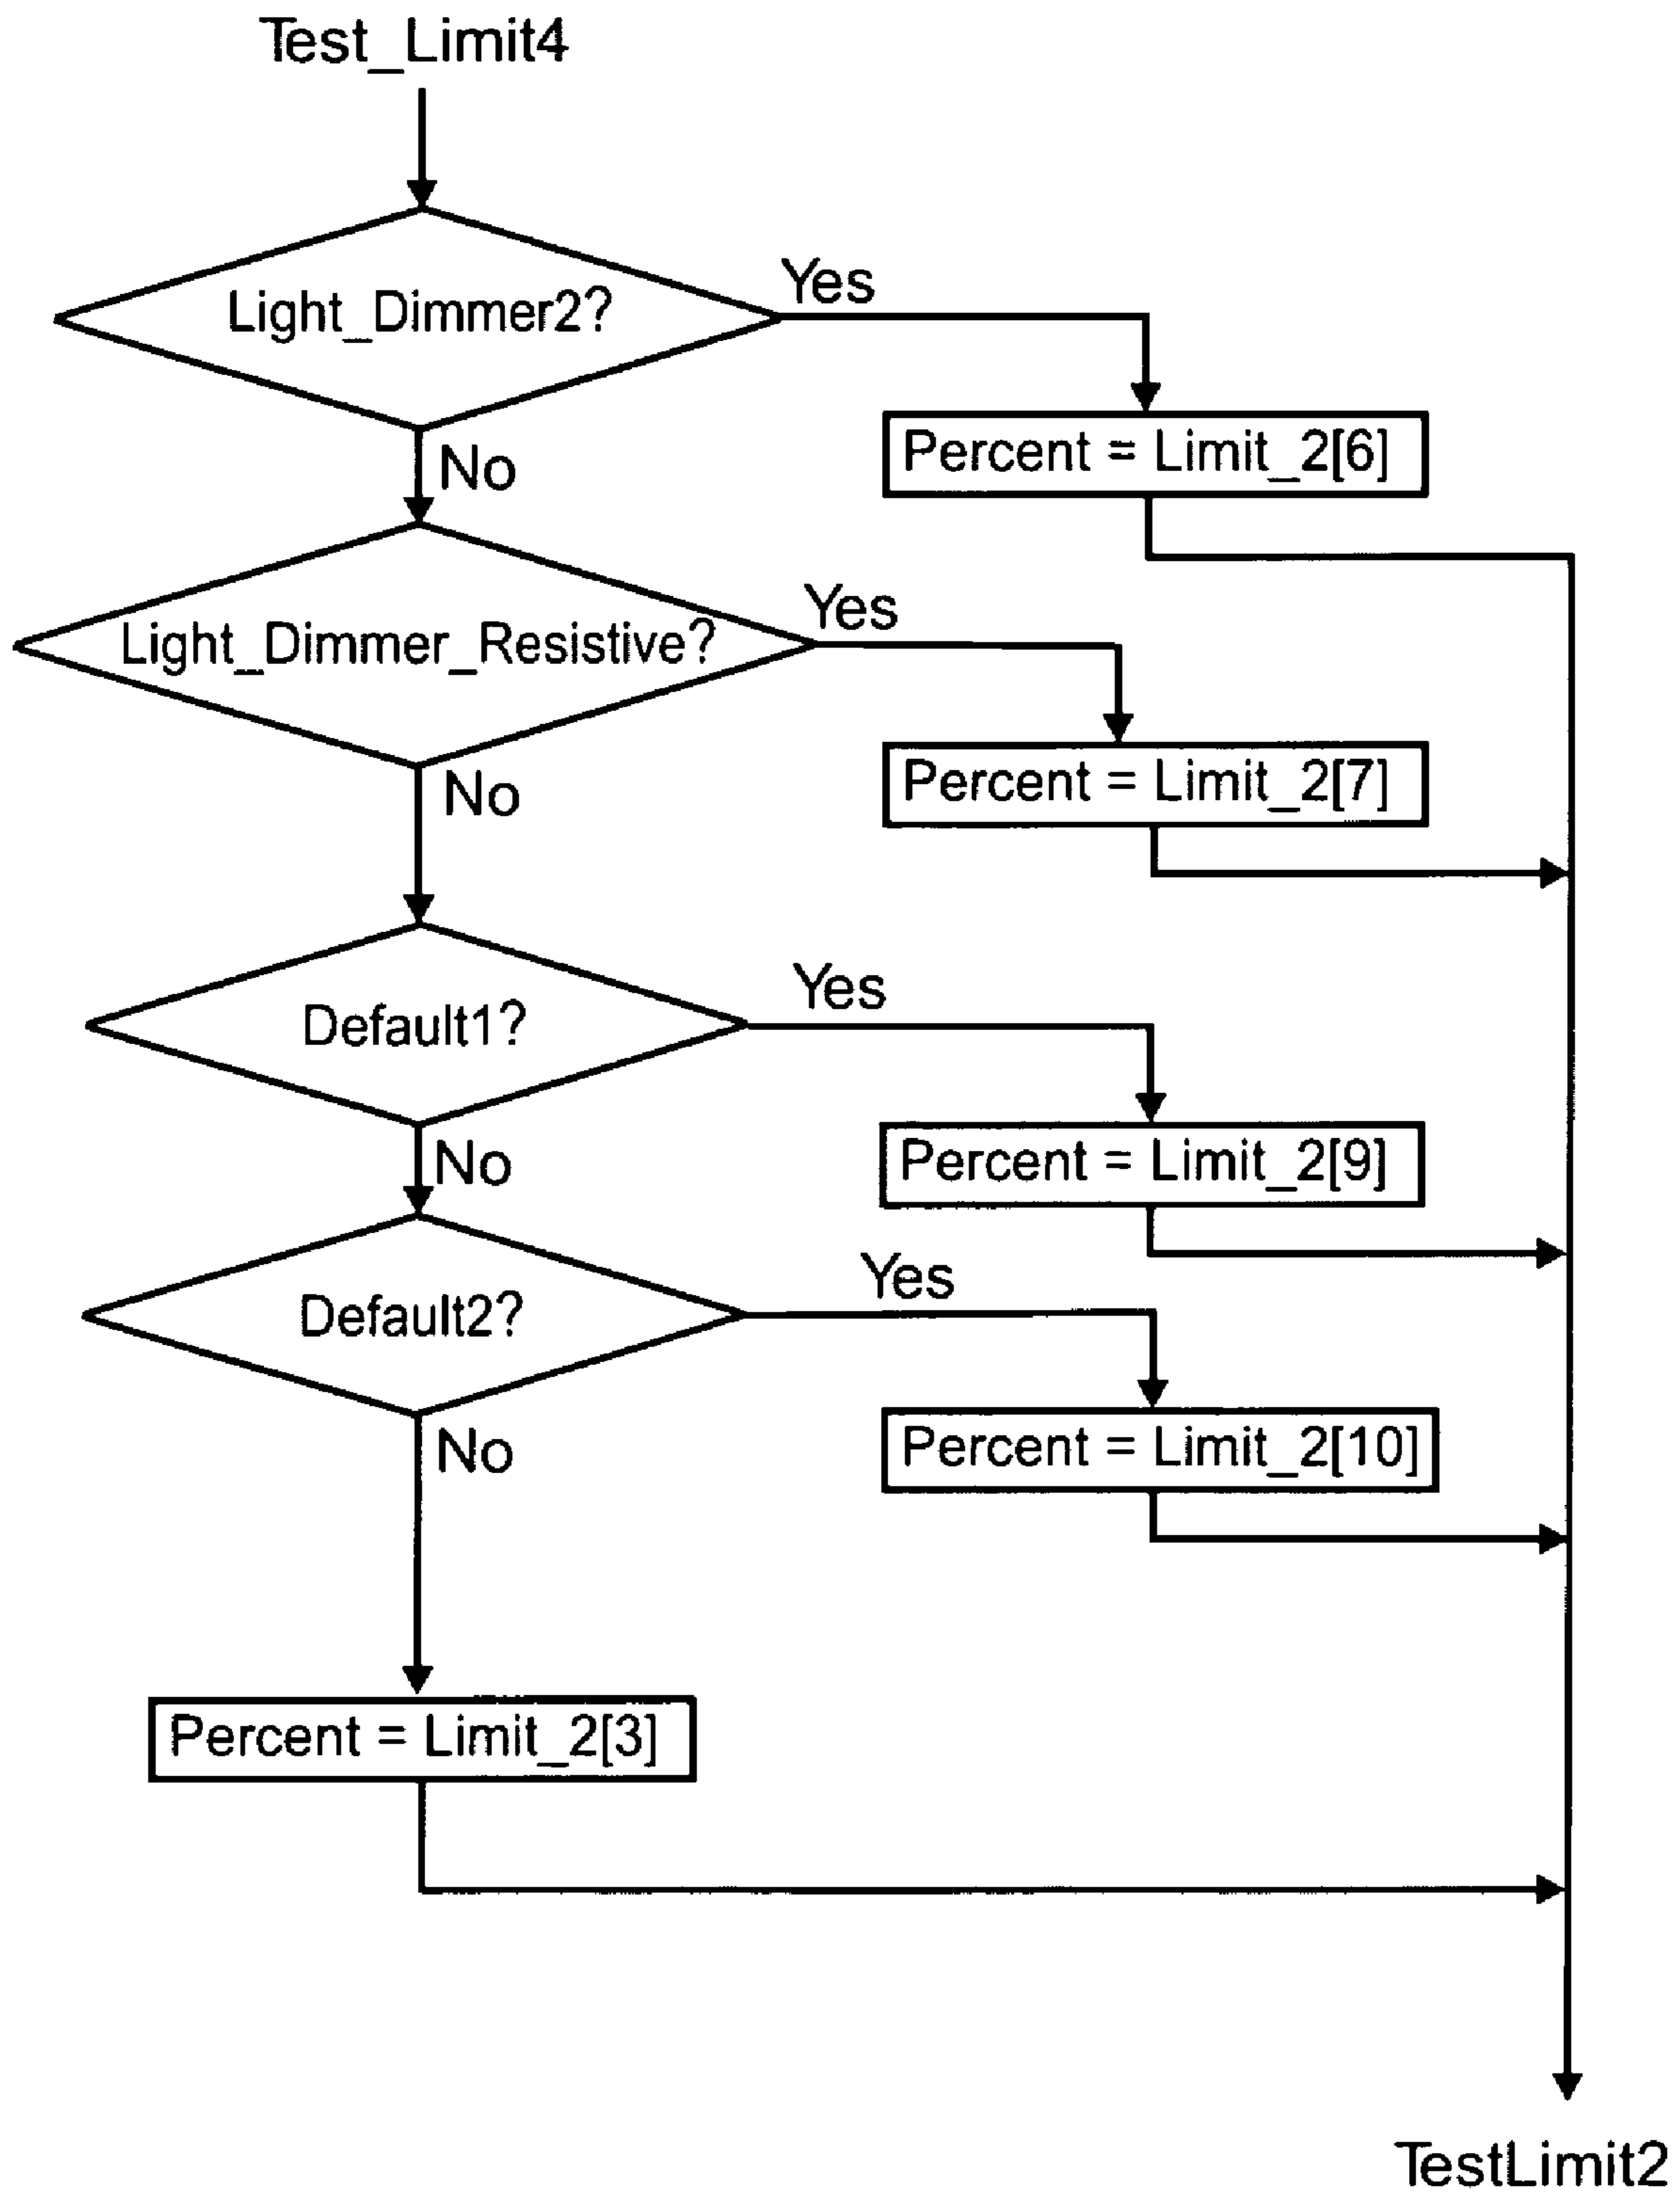 Test_Limit4
Light_Dimmer2?
Yes
Percent = Limit_2[6]
No
Light_Dimmer_Resistive?
Yes
Percent = Limit_2[7]
No
Default1?
Yes
Percent = Limit_2[9]
No
Default2?
Yes
Percent = Limit_2[10]
No
Percent = Limit_2[3]
TestLimit2